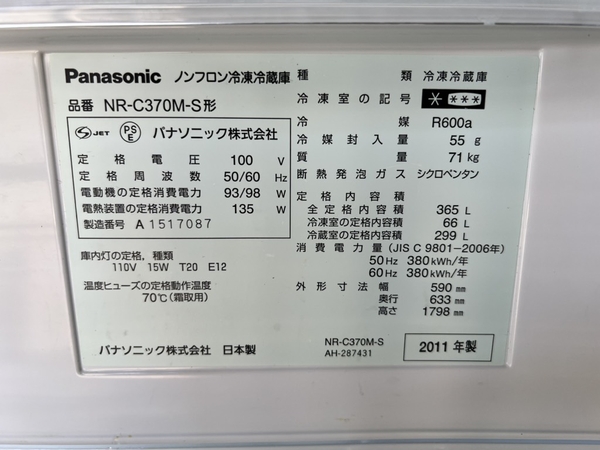 Panasonic ノンフロン冷凍冷蔵庫
品番 NR-C370M-S形
S JET PS E パナソニック株式会社
定格電圧 100 V
定格周波数 50/60 Hz
電動機の定格消費電力 93/98 W
電熱装置の定格消費電力 135 W
製造番号 A 1517087
庫内灯の定格，種類
110V 15W T20 E12
温度ヒューズの定格動作温度
70℃(霜取用)
パナソニック株式会社 日本製
種類 冷凍冷蔵庫
冷凍室の記号 * ***
冷媒 R600a
冷媒封入量 55 g
質量 71 kg
断熱発泡ガス シクロペンタン
定格内容積
全定格内容積 365 L
冷凍室の定格内容積 66 L
冷蔵室の定格内容積 299 L
消費電力量(JIS C 9801-2006年)
50Hz 380kWh/年
60Hz 380kWh/年
外形寸法 幅 590 mm
奥行 633 mm
高さ 1798 mm
NR-C370M-S
AH-287431
2011年製